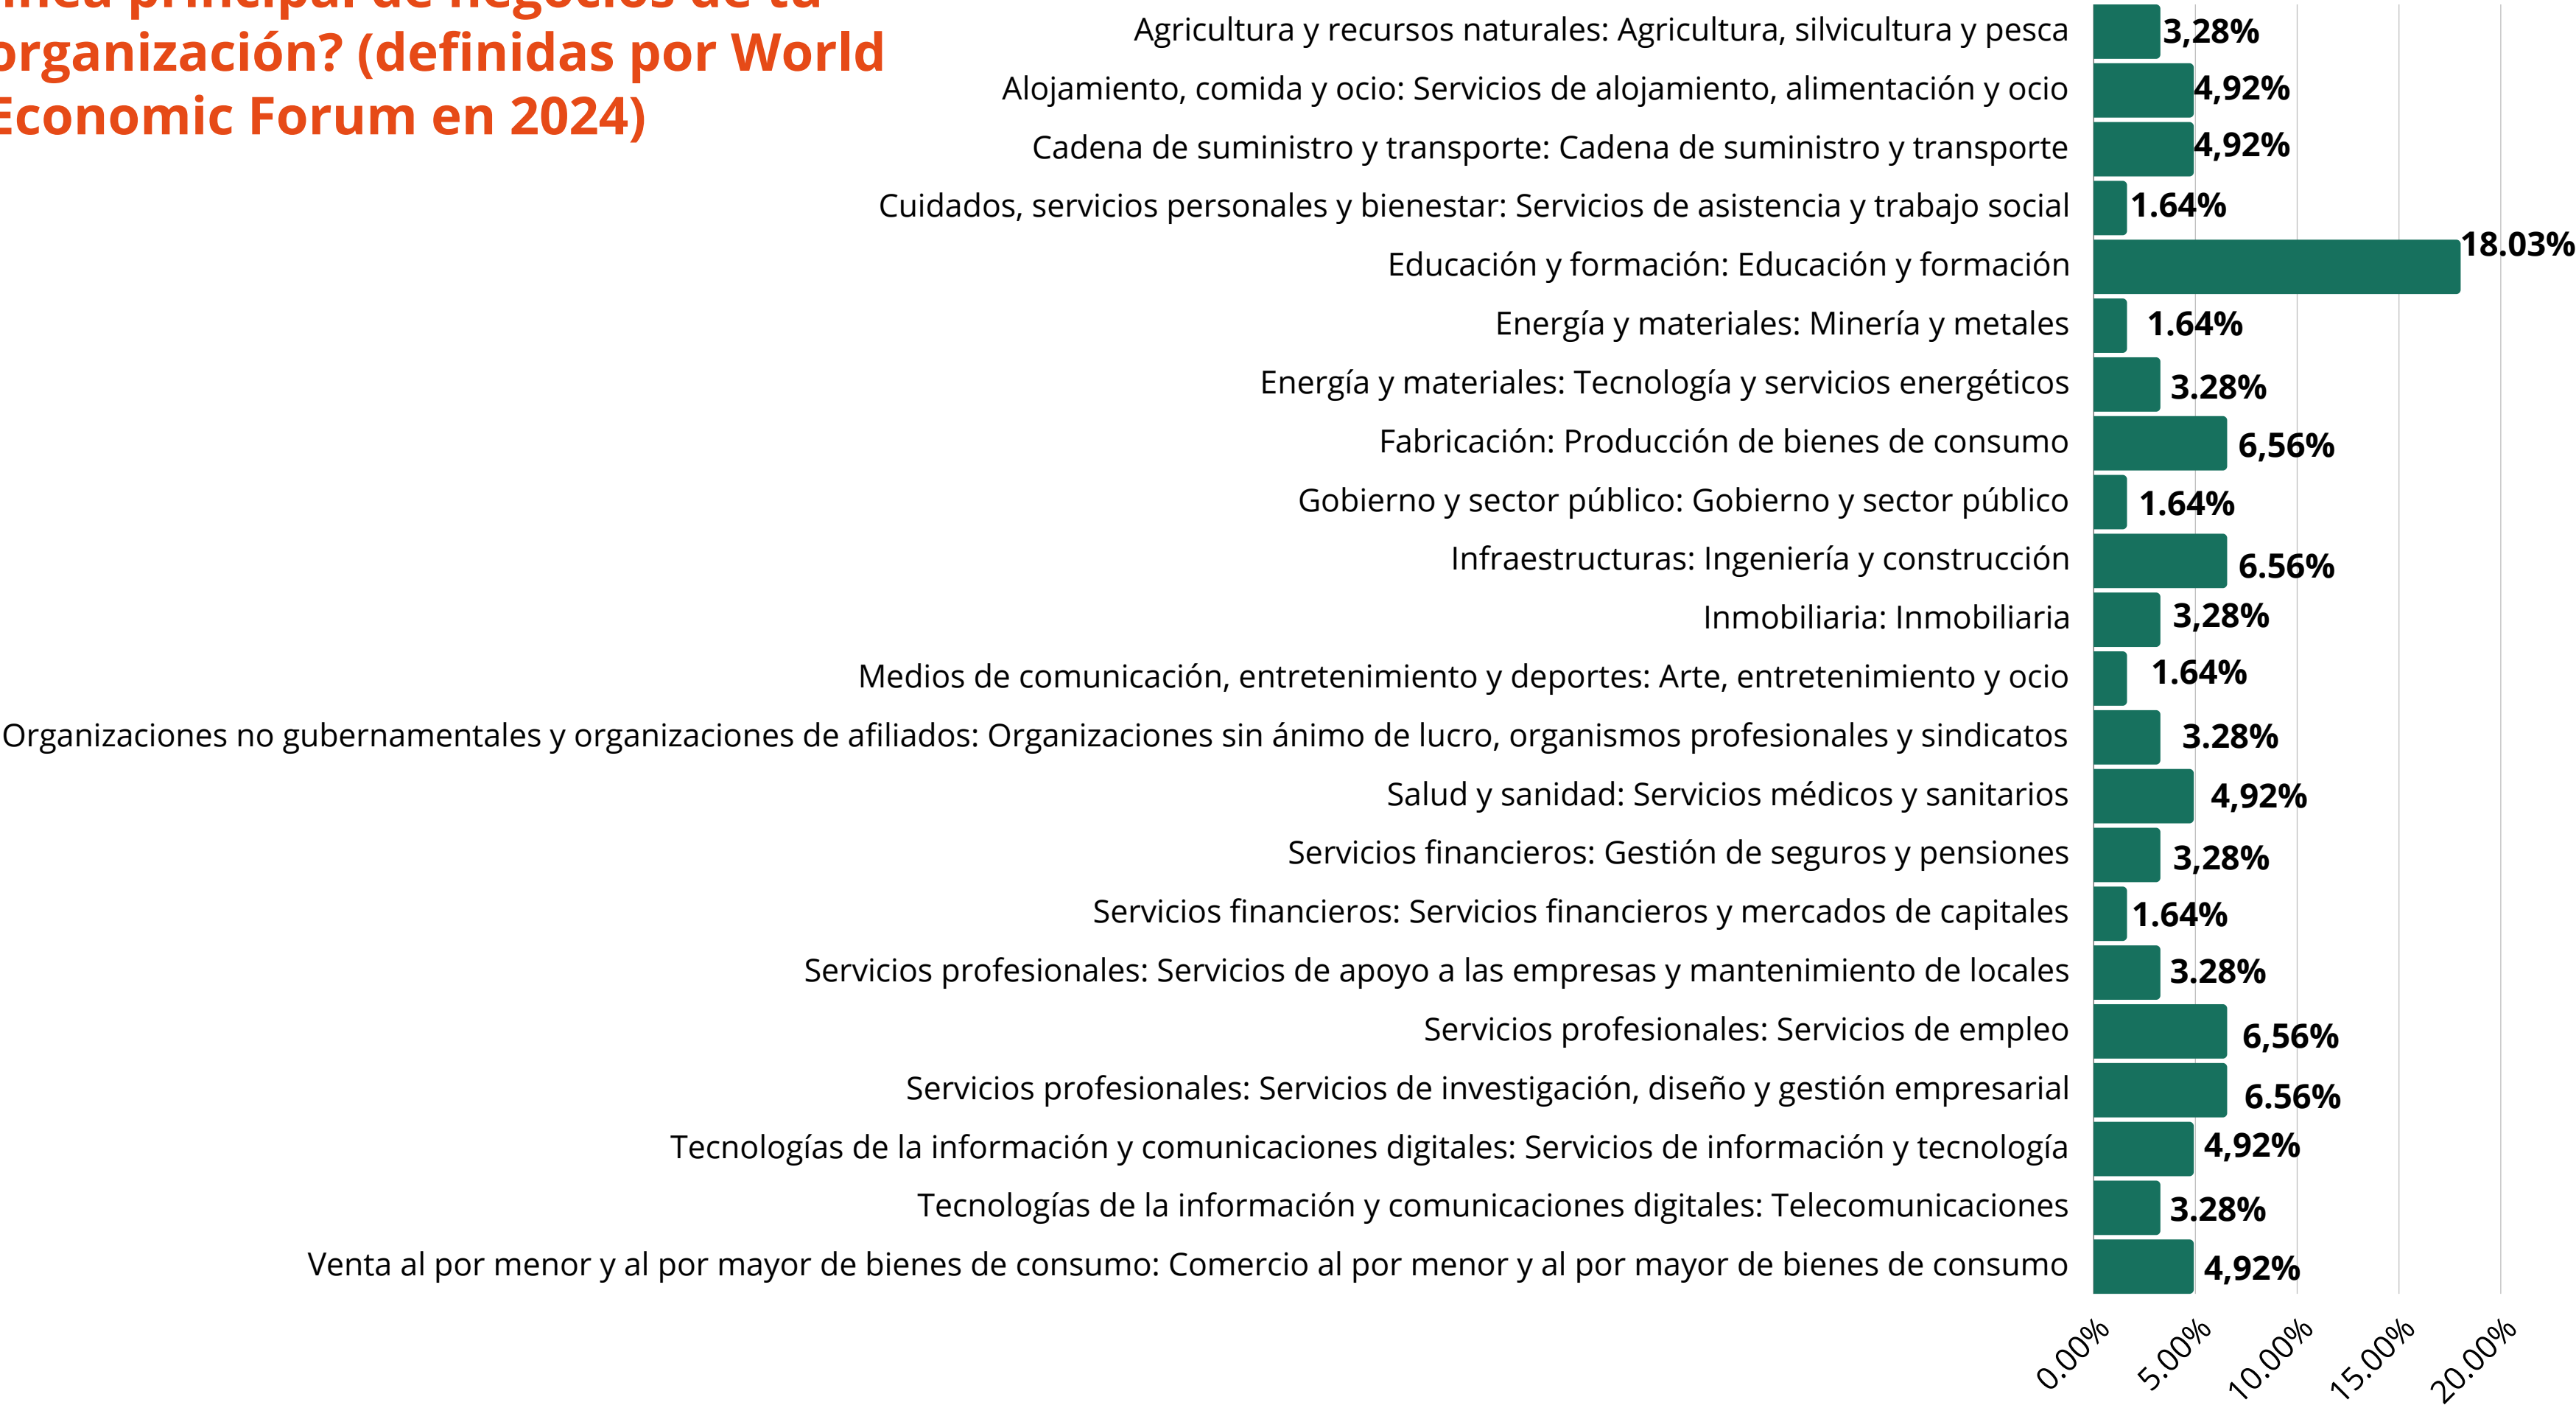 línea principal de negocios de tu
organización? (definidas por World
Economic Forum en 2024)
Agricultura y recursos naturales: Agricultura, silvicultura y pesca 3,28%
Alojamiento, comida y ocio: Servicios de alojamiento, alimentación y ocio 4,92%
Cadena de suministro y transporte: Cadena de suministro y transporte 4,92%
Cuidados, servicios personales y bienestar: Servicios de asistencia y trabajo social 1.64%
Educación y formación: Educación y formación 18.03%
Energía y materiales: Minería y metales 1.64%
Energía y materiales: Tecnología y servicios energéticos 3.28%
Fabricación: Producción de bienes de consumo 6,56%
Gobierno y sector público: Gobierno y sector público 1.64%
Infraestructuras: Ingeniería y construcción 6.56%
Inmobiliaria: Inmobiliaria 3,28%
Medios de comunicación, entretenimiento y deportes: Arte, entretenimiento y ocio 1.64%
Organizaciones no gubernamentales y organizaciones de afiliados: Organizaciones sin ánimo de lucro, organismos profesionales y sindicatos 3.28%
Salud y sanidad: Servicios médicos y sanitarios 4,92%
Servicios financieros: Gestión de seguros y pensiones 3,28%
Servicios financieros: Servicios financieros y mercados de capitales 1.64%
Servicios profesionales: Servicios de apoyo a las empresas y mantenimiento de locales 3.28%
Servicios profesionales: Servicios de empleo 6,56%
Servicios profesionales: Servicios de investigación, diseño y gestión empresarial 6.56%
Tecnologías de la información y comunicaciones digitales: Servicios de información y tecnología 4,92%
Tecnologías de la información y comunicaciones digitales: Telecomunicaciones 3.28%
Venta al por menor y al por mayor de bienes de consumo: Comercio al por menor y al por mayor de bienes de consumo 4,92%
0.00% 5.00% 10.00% 15.00% 20.00%